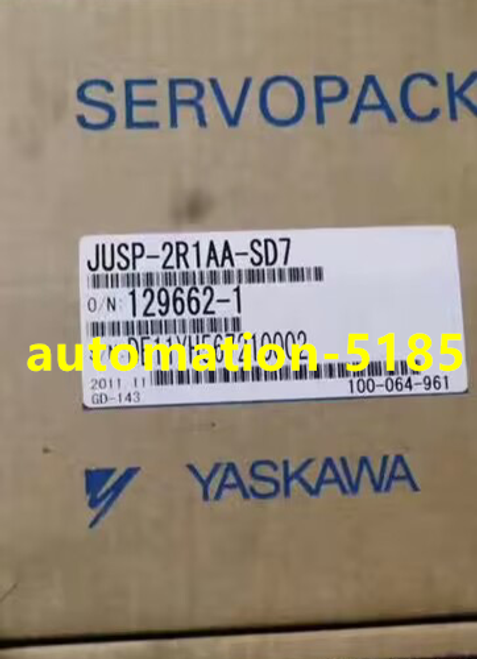 SERVOPACK
JUSP-2R1AA-SD7
O/N: 129662-1
automation-5185
2011.11
100-064-961
GD-143
YASKAWA